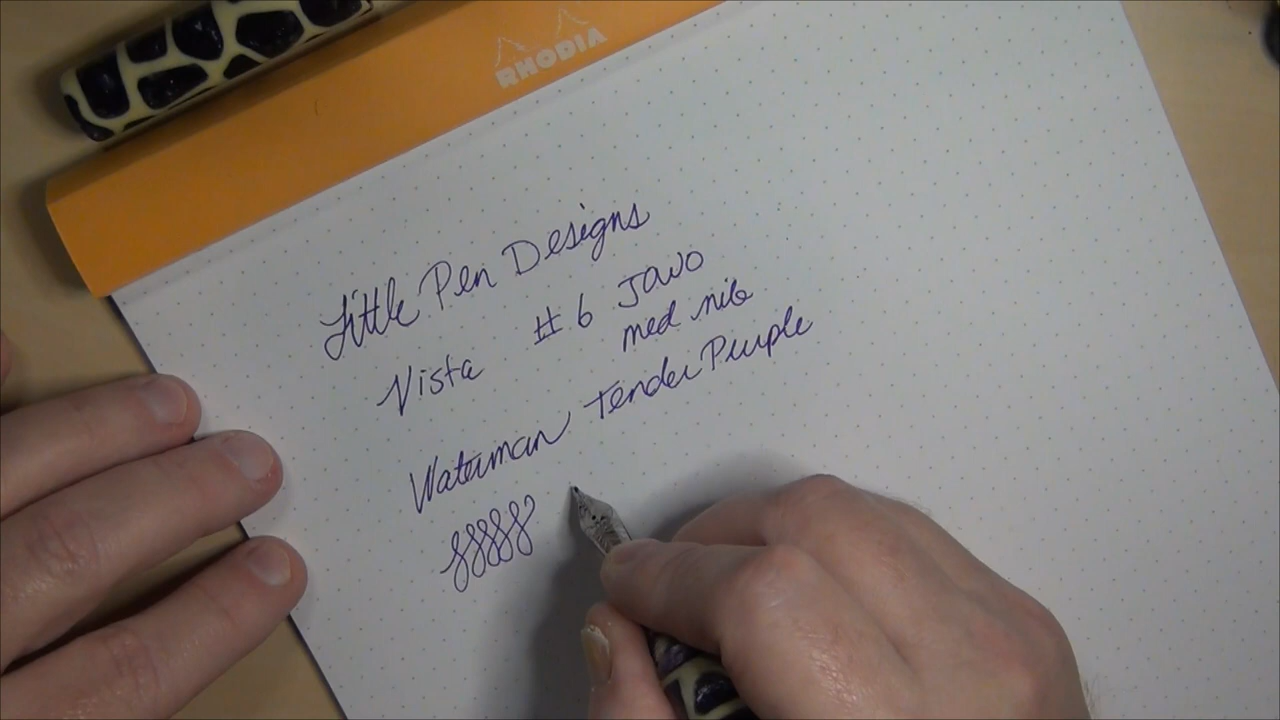 RHODIA
Little Pen Designs
Vista #6 JOWO
med nib
Waterman Tender Purple